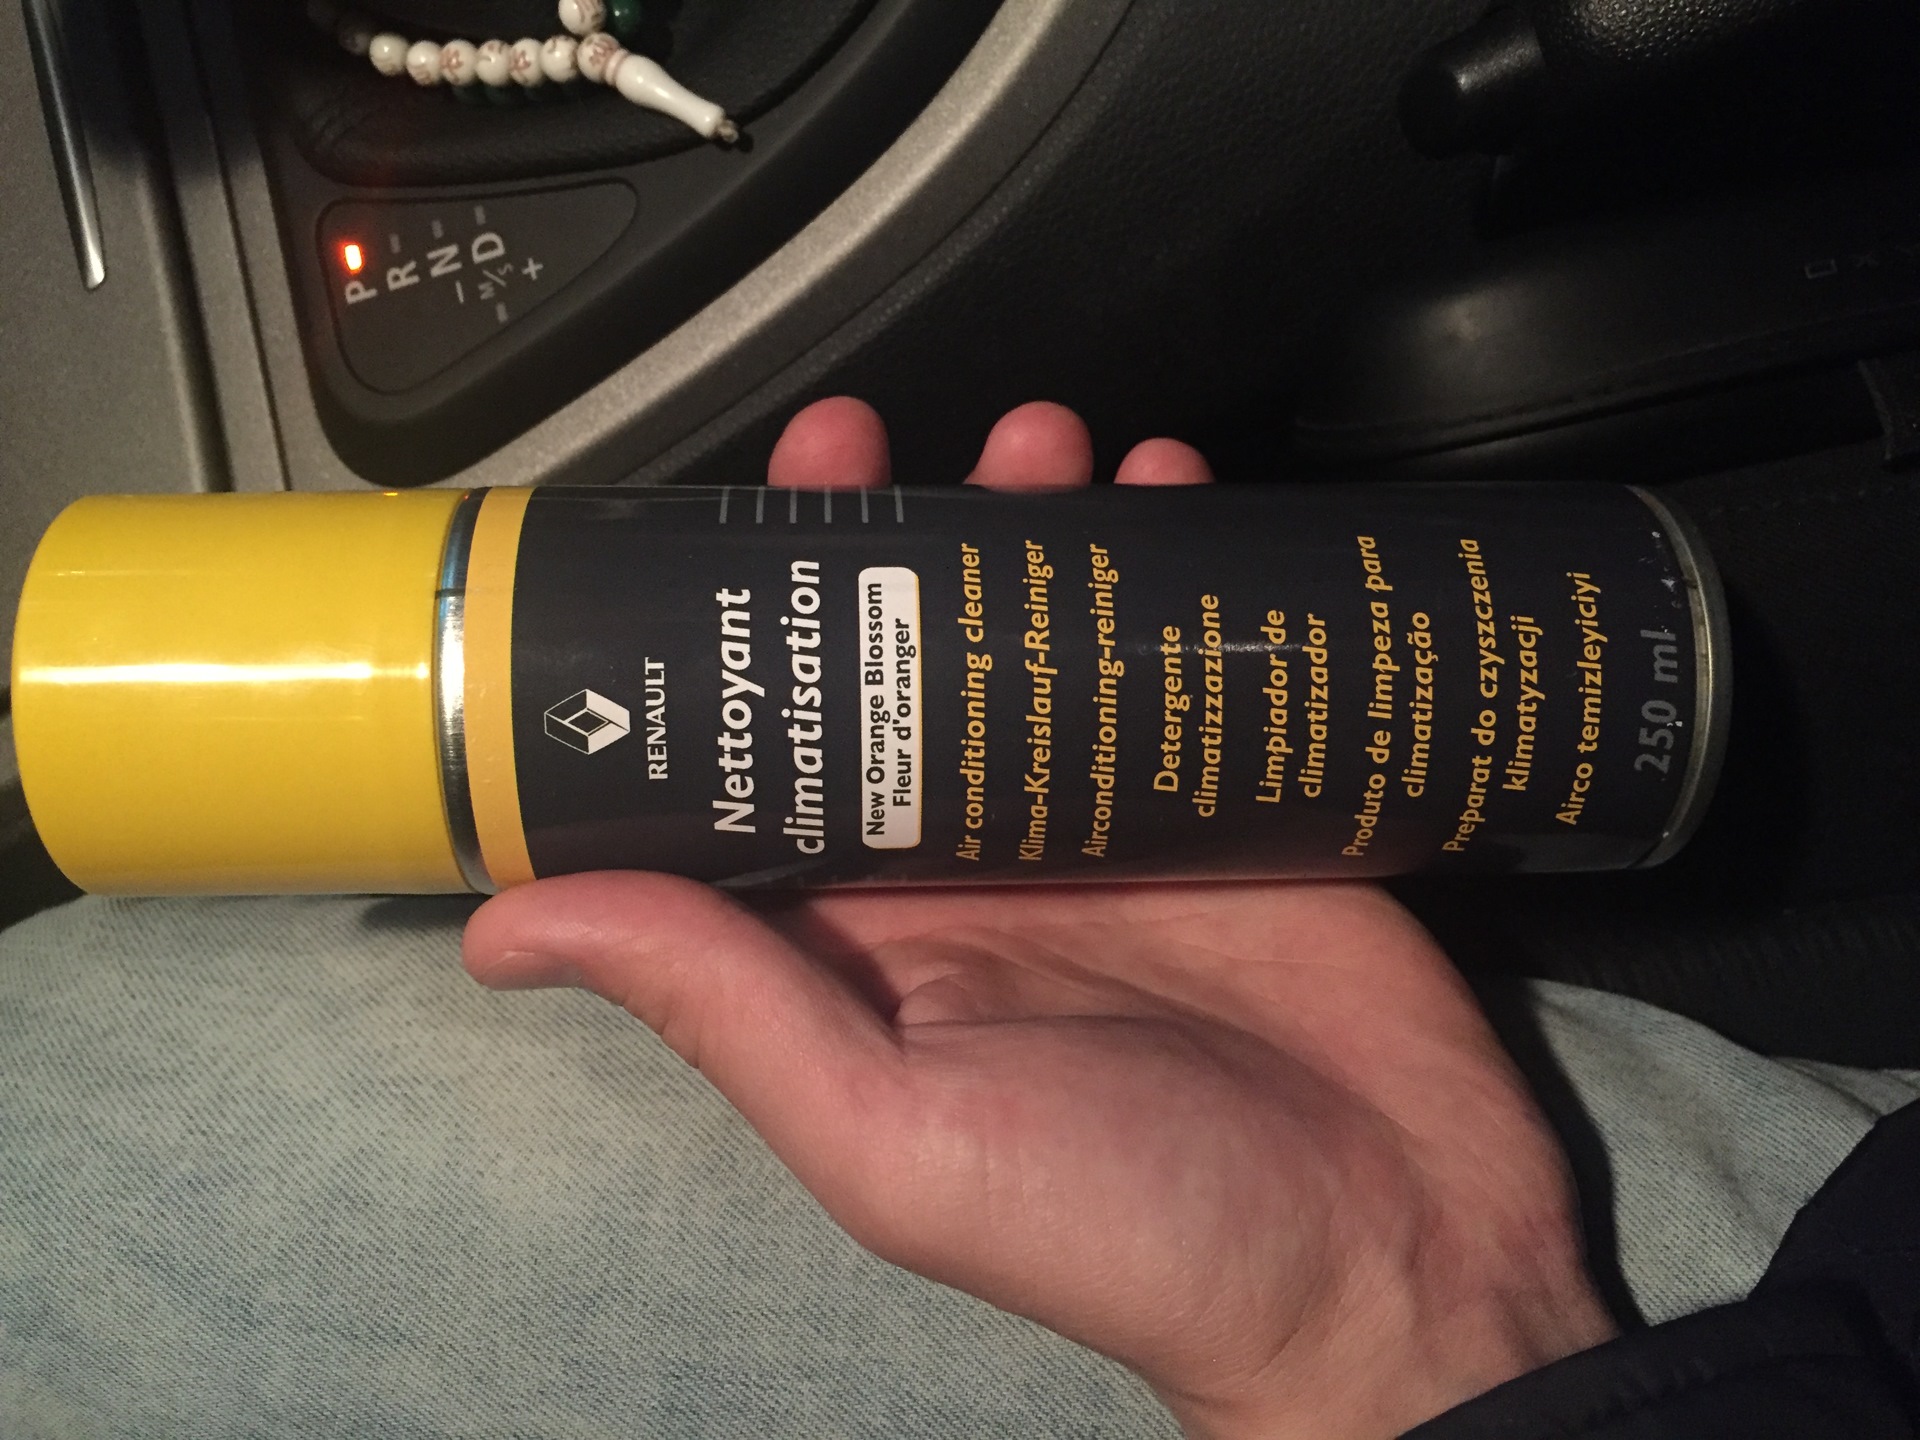 P
R
N
D
M/S
+
RENAULT
Nettoyant
climatisation
New Orange Blossom
Fleur d'oranger
Air conditioning cleaner
Klima-Kreislauf-Reiniger
Airconditioning-reiniger
Detergente
climatizzazione
Limpiador de
climatizador
Produto de limpeza para
climatização
Preparat do czyszczenia
klimatyzacji
Airco temizleyiciyi
250 ml